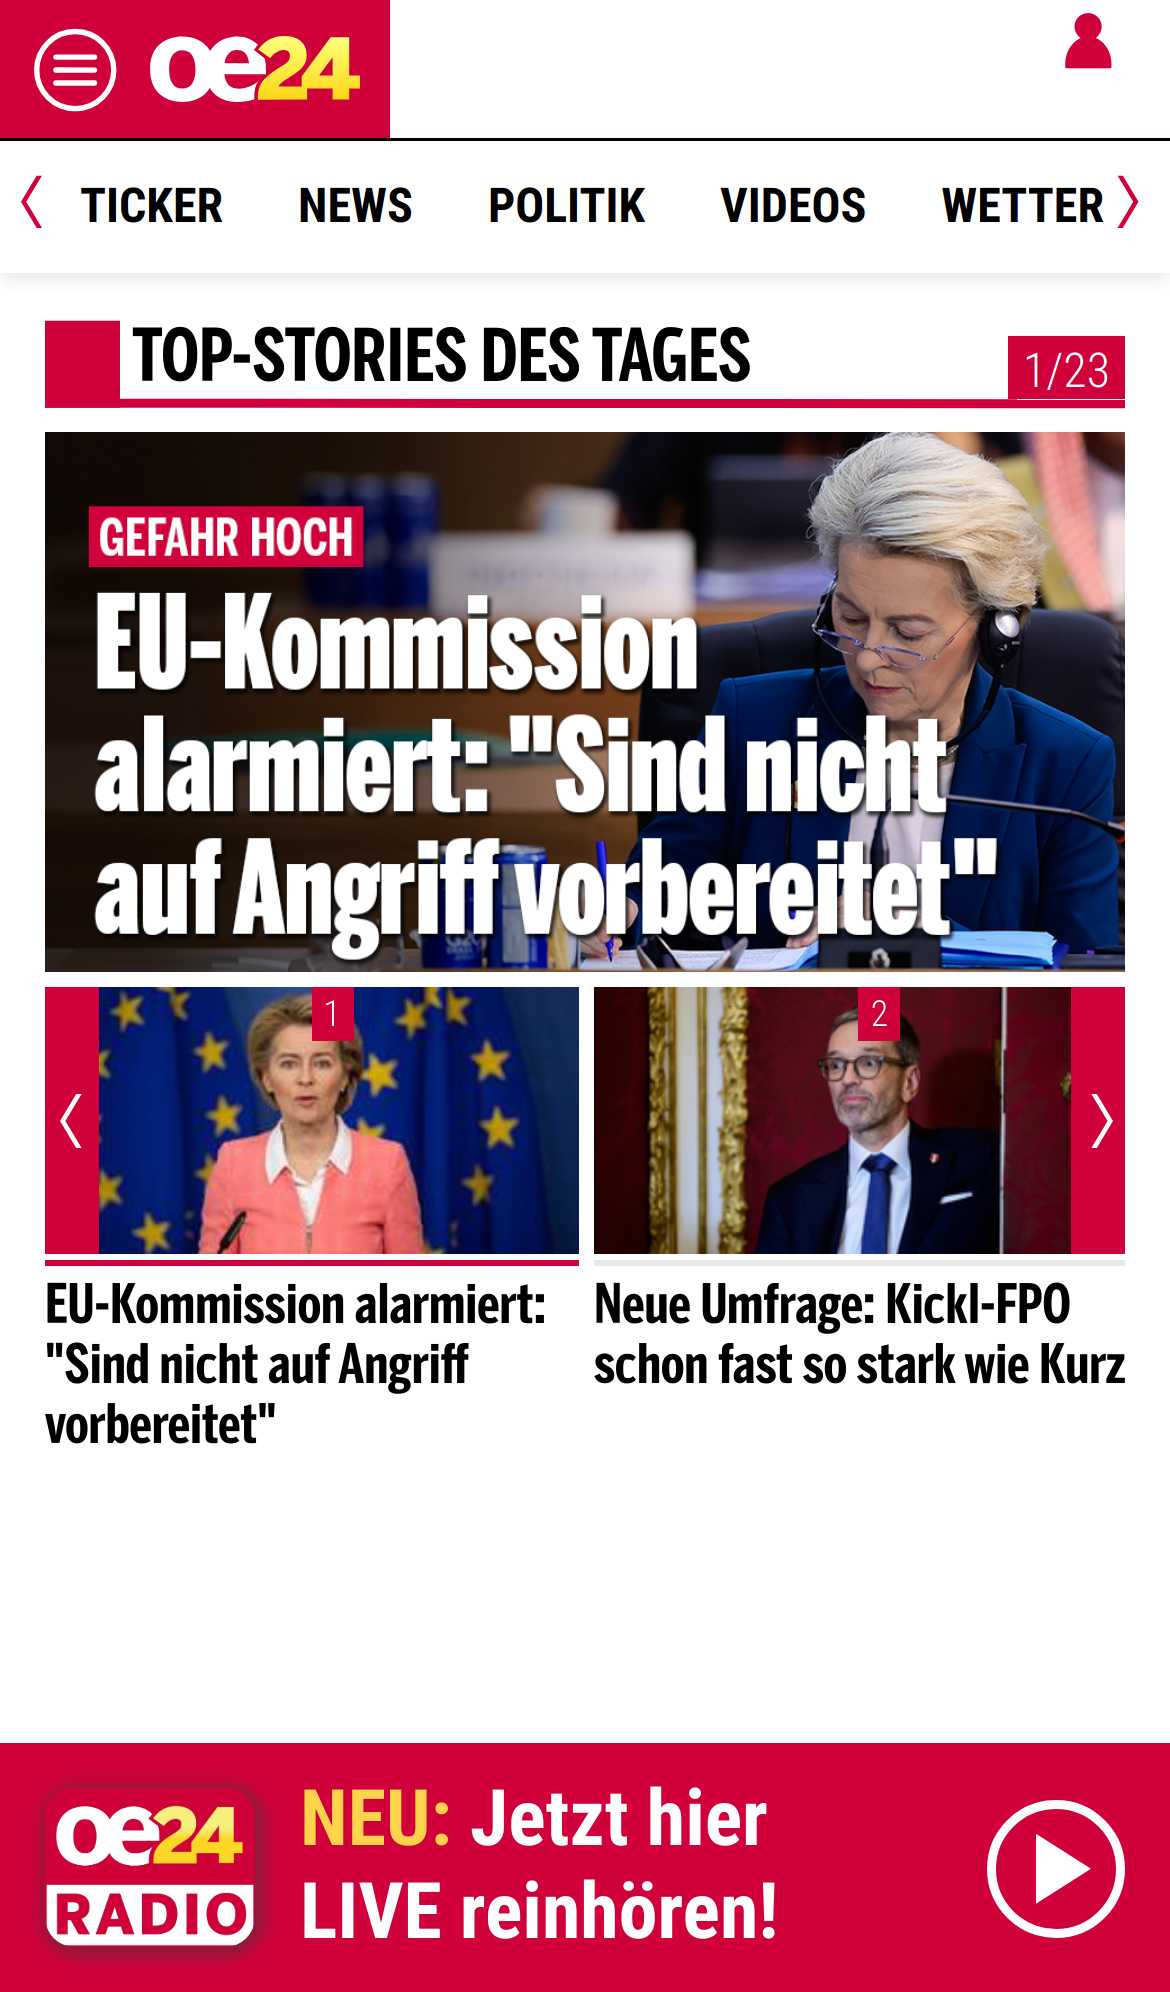 oe24
TICKER NEWS POLITIK VIDEOS WETTER
TOP-STORIES DES TAGES
1/23
GEFAHR HOCH
EU-Kommission
alarmiert: "Sind nicht
auf Angriff vorbereitet"
1
2
EU-Kommission alarmiert:
"Sind nicht auf Angriff
vorbereitet"
Neue Umfrage: Kickl-FPÖ
schon fast so stark wie Kurz
oe24
RADIO
NEU: Jetzt hier
LIVE reinhören!